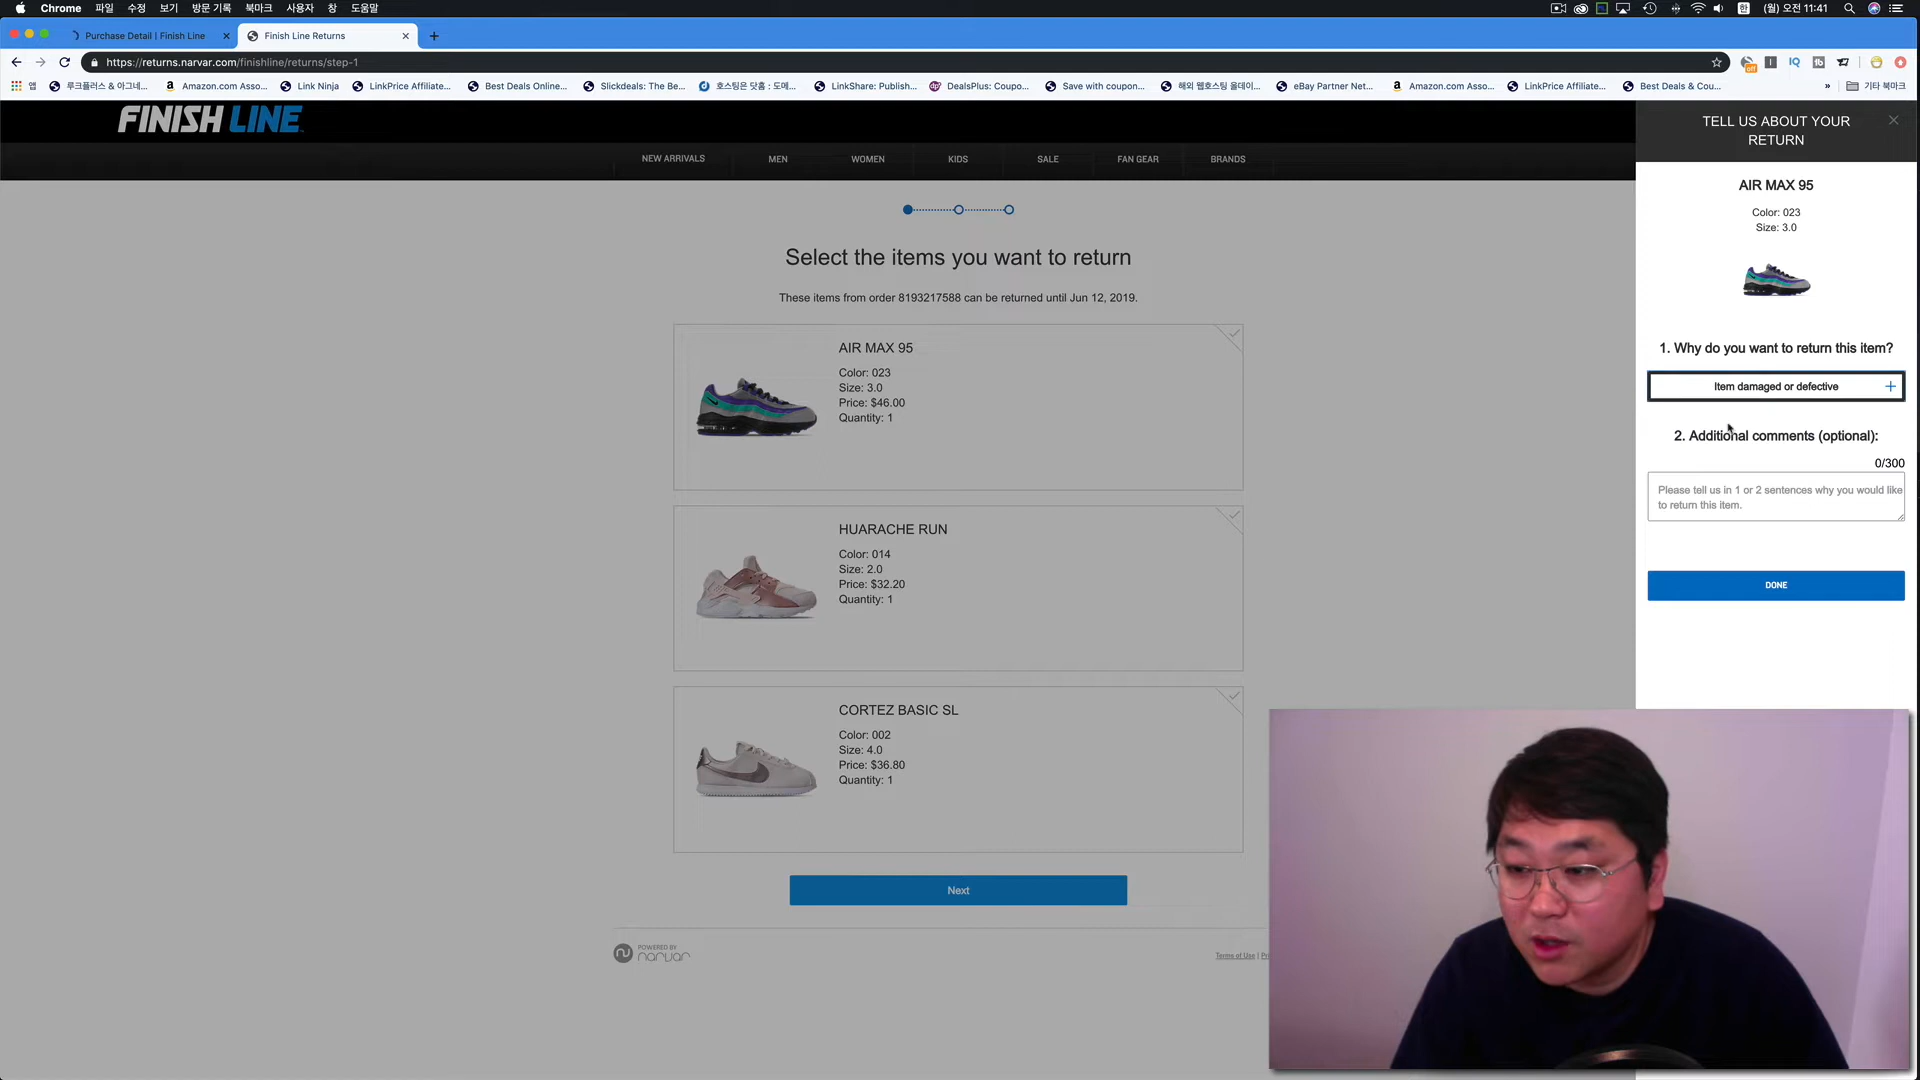 Chrome 파일 수정 보기 방문 기록 북마크 사용자 창 도움말
(월) 오전 11:41
Purchase Detail | Finish Line
Finish Line Returns
https://returns.narvar.com/finishline/returns/step-1
앱
루크플러스 & 아그네...
Amazon.com Asso...
Link Ninja
LinkPrice Affiliate...
Best Deals Online...
Slickdeals: The Be...
호스팅은 닷홈 : 도메...
LinkShare: Publish...
DealsPlus: Coupo...
Save with coupon...
해외 웹호스팅 올데이...
eBay Partner Net...
Amazon.com Asso...
LinkPrice Affiliate...
Best Deals & Cou...
»
기타 북마크
FINISH LINE
NEW ARRIVALS
MEN
WOMEN
KIDS
SALE
FAN GEAR
BRANDS
Select the items you want to return
These items from order 8193217588 can be returned until Jun 12, 2019.
AIR MAX 95
Color: 023
Size: 3.0
Price: $46.00
Quantity: 1
HUARACHE RUN
Color: 014
Size: 2.0
Price: $32.20
Quantity: 1
CORTEZ BASIC SL
Color: 002
Size: 4.0
Price: $36.80
Quantity: 1
Next
POWERED BY
narvar
Terms of Use |
TELL US ABOUT YOUR
RETURN
AIR MAX 95
Color: 023
Size: 3.0
1. Why do you want to return this item?
Item damaged or defective
2. Additional comments (optional):
0/300
Please tell us in 1 or 2 sentences why you would like
to return this item.
DONE